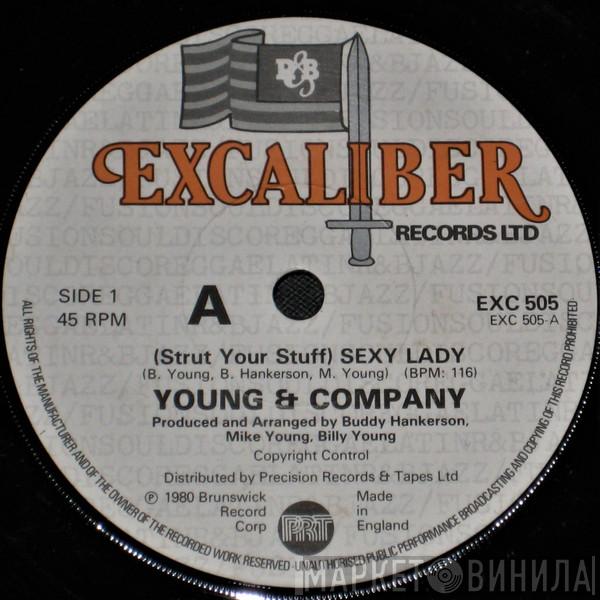 R&B
EXCALIBER
RECORDS LTD
SIDE 1
45 RPM
A
EXC 505
EXC 505-A
(Strut Your Stuff) SEXY LADY
(B. Young, B. Hankerson, M. Young) (BPM: 116)
YOUNG & COMPANY
Produced and Arranged by Buddy Hankerson,
Mike Young, Billy Young
Copyright Control
Distributed by Precision Records & Tapes Ltd
℗ 1980 Brunswick
Record
Corp
PRT
Made
in
England
ALL RIGHTS OF THE MANUFACTURER AND OF THE OWNER OF THE RECORDED WORK RESERVED · UNAUTHORISED PUBLIC PERFORMANCE BROADCASTING AND COPYING OF THIS RECORD PROHIBITED
МАРКЕТ ВИНИЛА